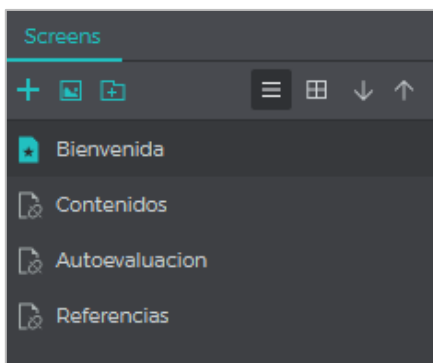 Screens
Bienvenida
Contenidos
Autoevaluacion
Referencias